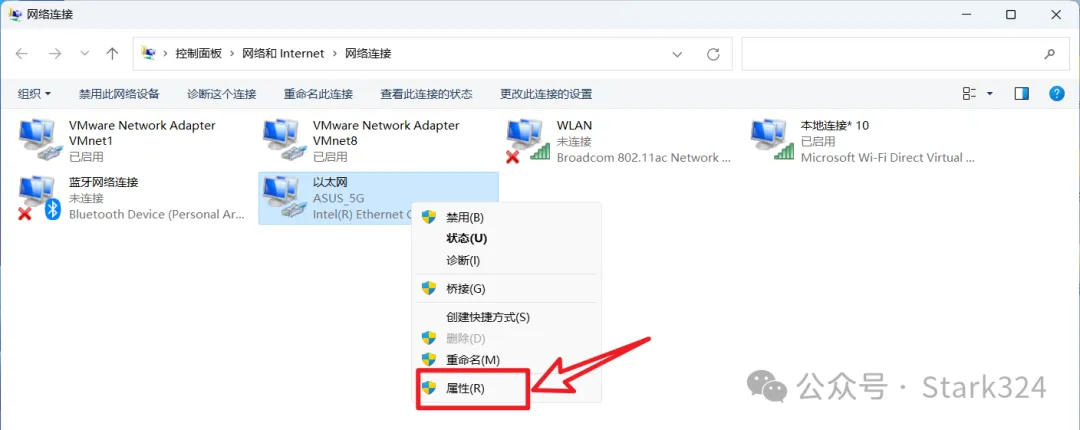 网络连接
控制面板 > 网络和 Internet > 网络连接
组织 禁用此网络设备 诊断这个连接 重命名此连接 查看此连接的状态 更改此连接的设置
VMware Network Adapter
VMnet1
已启用
VMware Network Adapter
VMnet8
已启用
WLAN
未连接
Broadcom 802.11ac Network ...
本地连接* 10
已启用
Microsoft Wi-Fi Direct Virtual ...
蓝牙网络连接
未连接
Bluetooth Device (Personal Ar...
以太网
ASUS_5G
Intel(R) Ethernet
禁用(B)
状态(U)
诊断(I)
桥接(G)
创建快捷方式(S)
删除(D)
重命名(M)
属性(R)
公众号 · Stark324